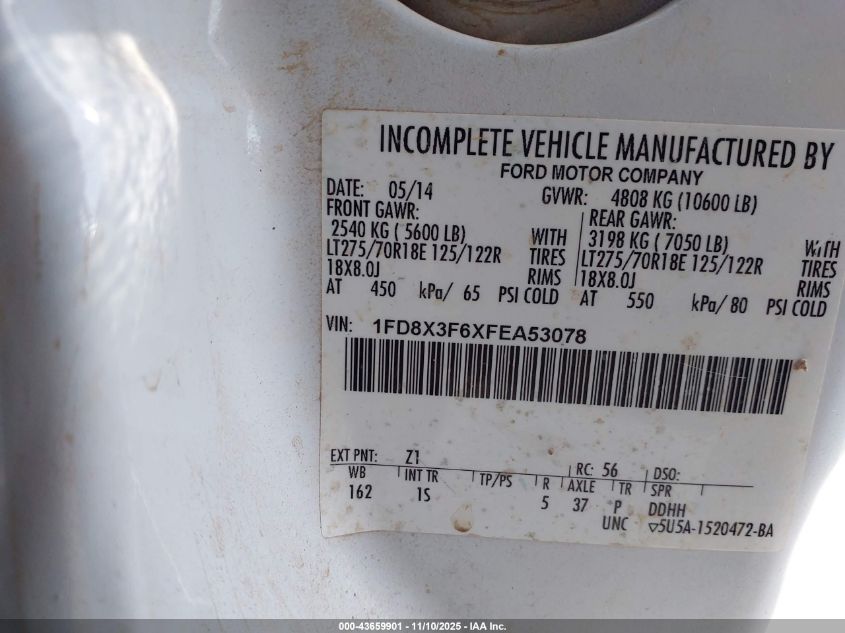 INCOMPLETE VEHICLE MANUFACTURED BY
FORD MOTOR COMPANY
DATE: 05/14 GVWR: 4808 KG (10600 LB)
FRONT GAWR: REAR GAWR:
2540 KG ( 5600 LB) WITH 3198 KG ( 7050 LB) WITH
LT275/70R18E 125/122R TIRES LT275/70R18E 125/122R TIRES
18X8.0J RIMS 18X8.0J RIMS
AT 450 kPa/ 65 PSI COLD AT 550 kPa/ 80 PSI COLD
VIN: 1FD8X3F6XFEA53078
EXT PNT: Z1 RC: 56 DSO:
WB INT TR TP/PS R AXLE TR SPR
162 1S 5 37 P DDHH
UNC ▽5U5A-1520472-BA
000-43659901 - 11/10/2025 - IAA Inc.